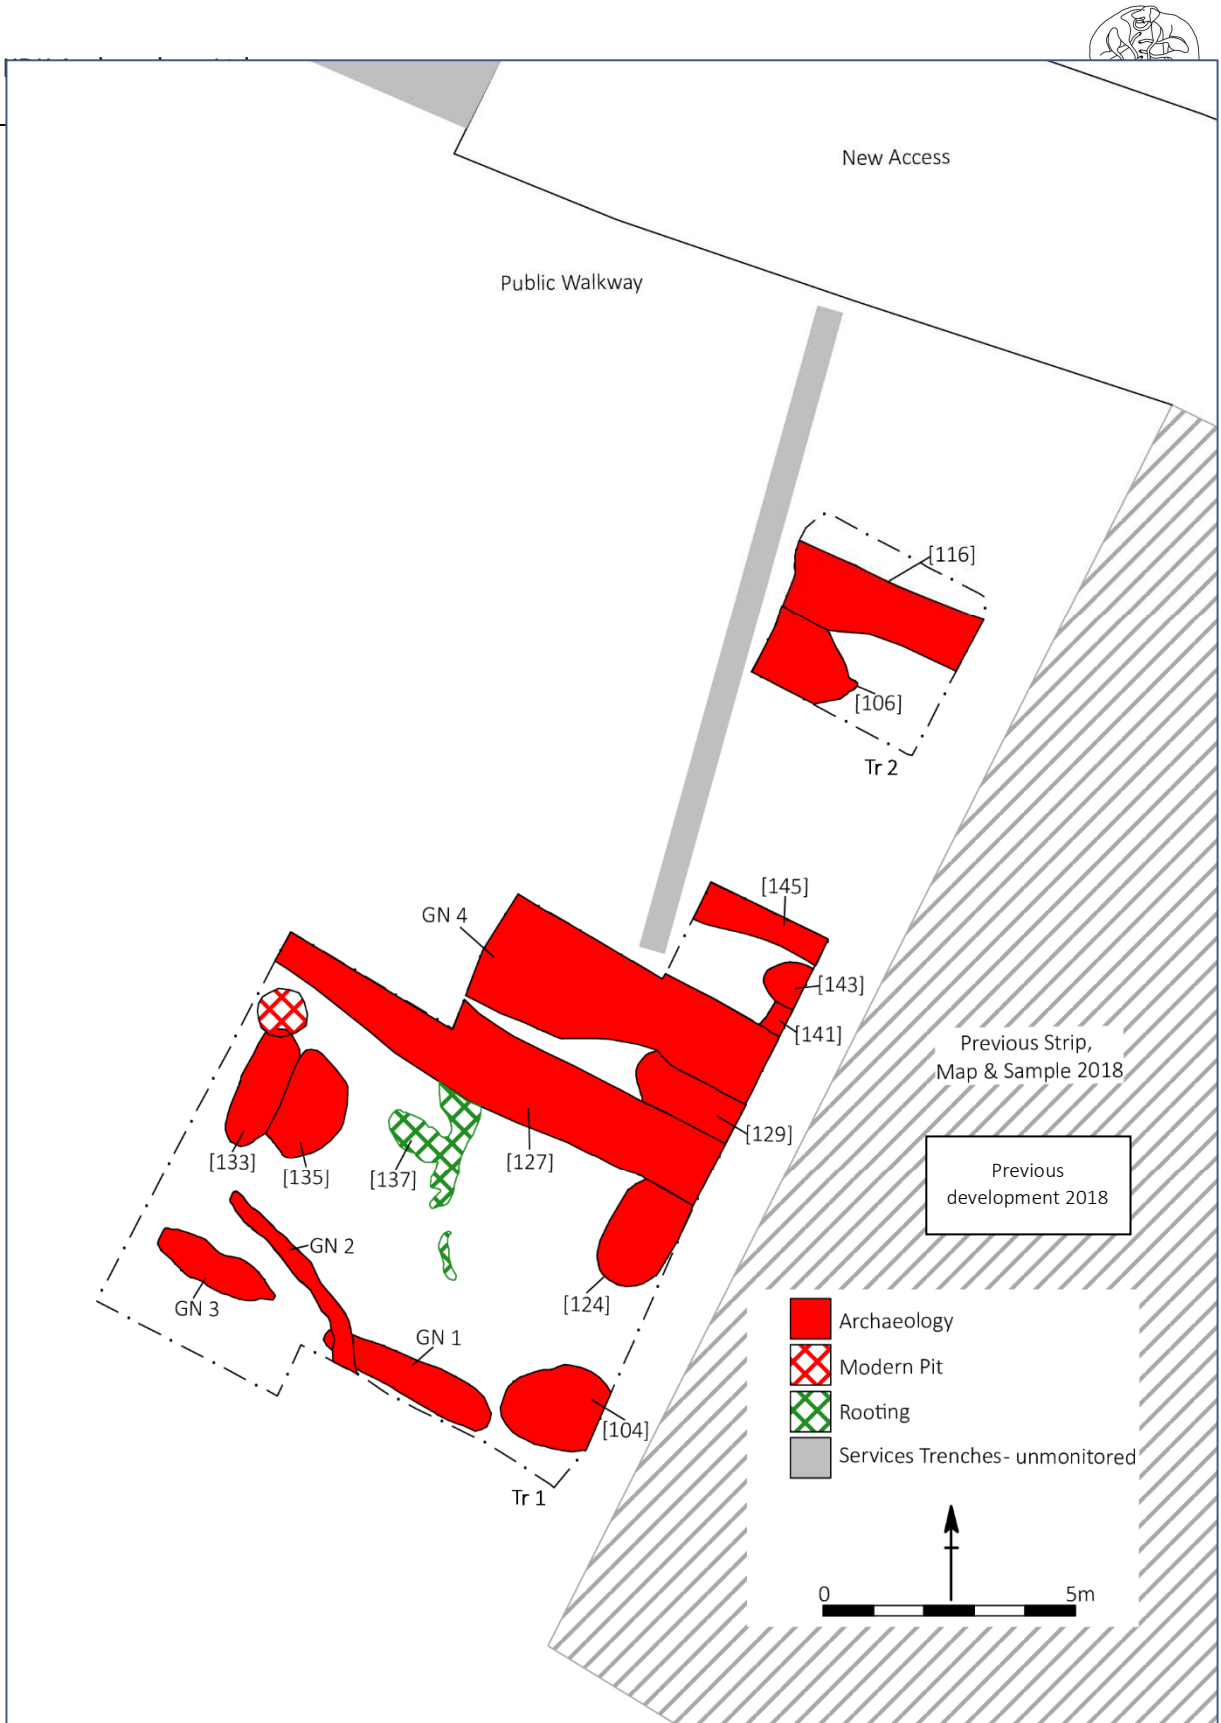 New Access
Public Walkway
[116]
[106]
Tr 2
[145]
GN 4
[143]
[141]
Previous Strip,
Map & Sample 2018
[129]
[133]
[135]
[137]
[127]
Previous
development 2018
GN 2
GN 3
[124]
GN 1
[104]
Tr 1
Archaeology
Modern Pit
Rooting
Services Trenches- unmonitored
0
5m